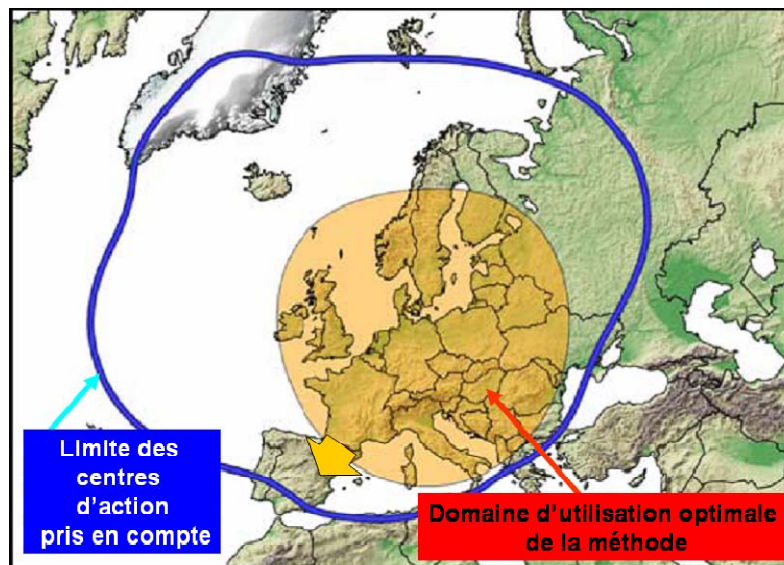 Limite des
centres
d'action
pris en compte
Domaine d'utilisation optimale
de la méthode